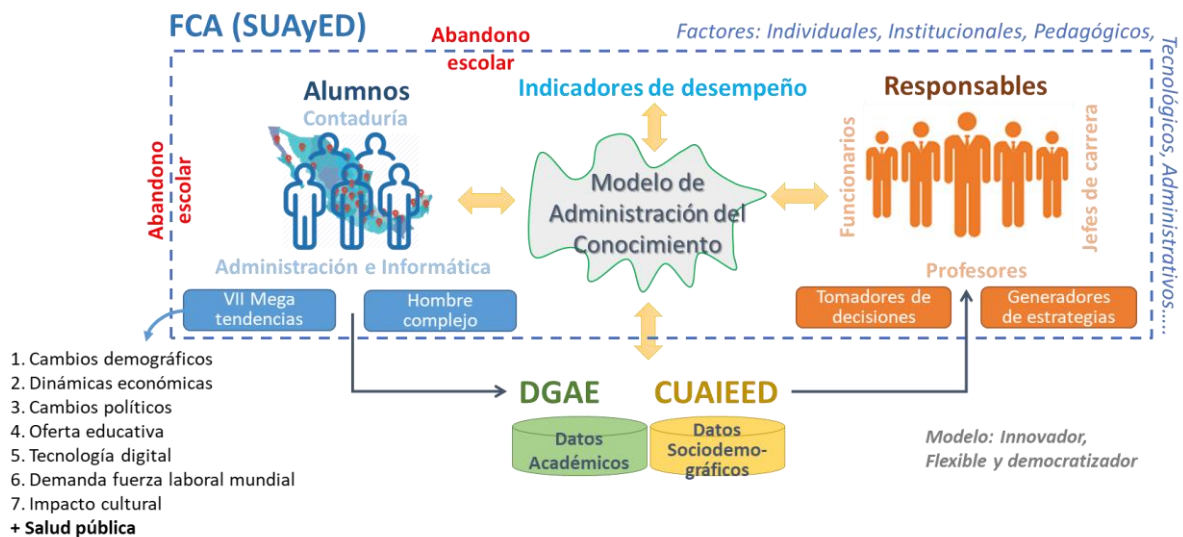 FCA (SUAyED)
Factores: Individuales, Institucionales, Pedagógicos,
Tecnológicos, Administrativos.....
Abandono
escolar
Abandono
escolar
Alumnos
Contaduría
Administración e Informática
VII Mega
tendencias
Hombre
complejo
Indicadores de desempeño
Modelo de
Administración del
Conocimiento
Responsables
Funcionarios
Jefes de carrera
Profesores
Tomadores de
decisiones
Generadores
de estrategias
1. Cambios demográficos
2. Dinámicas económicas
3. Cambios políticos
4. Oferta educativa
5. Tecnología digital
6. Demanda fuerza laboral mundial
7. Impacto cultural
+ Salud pública
DGAE
Datos
Académicos
CUAIEED
Datos
Sociodemo-
gráficos
Modelo: Innovador,
Flexible y democratizador